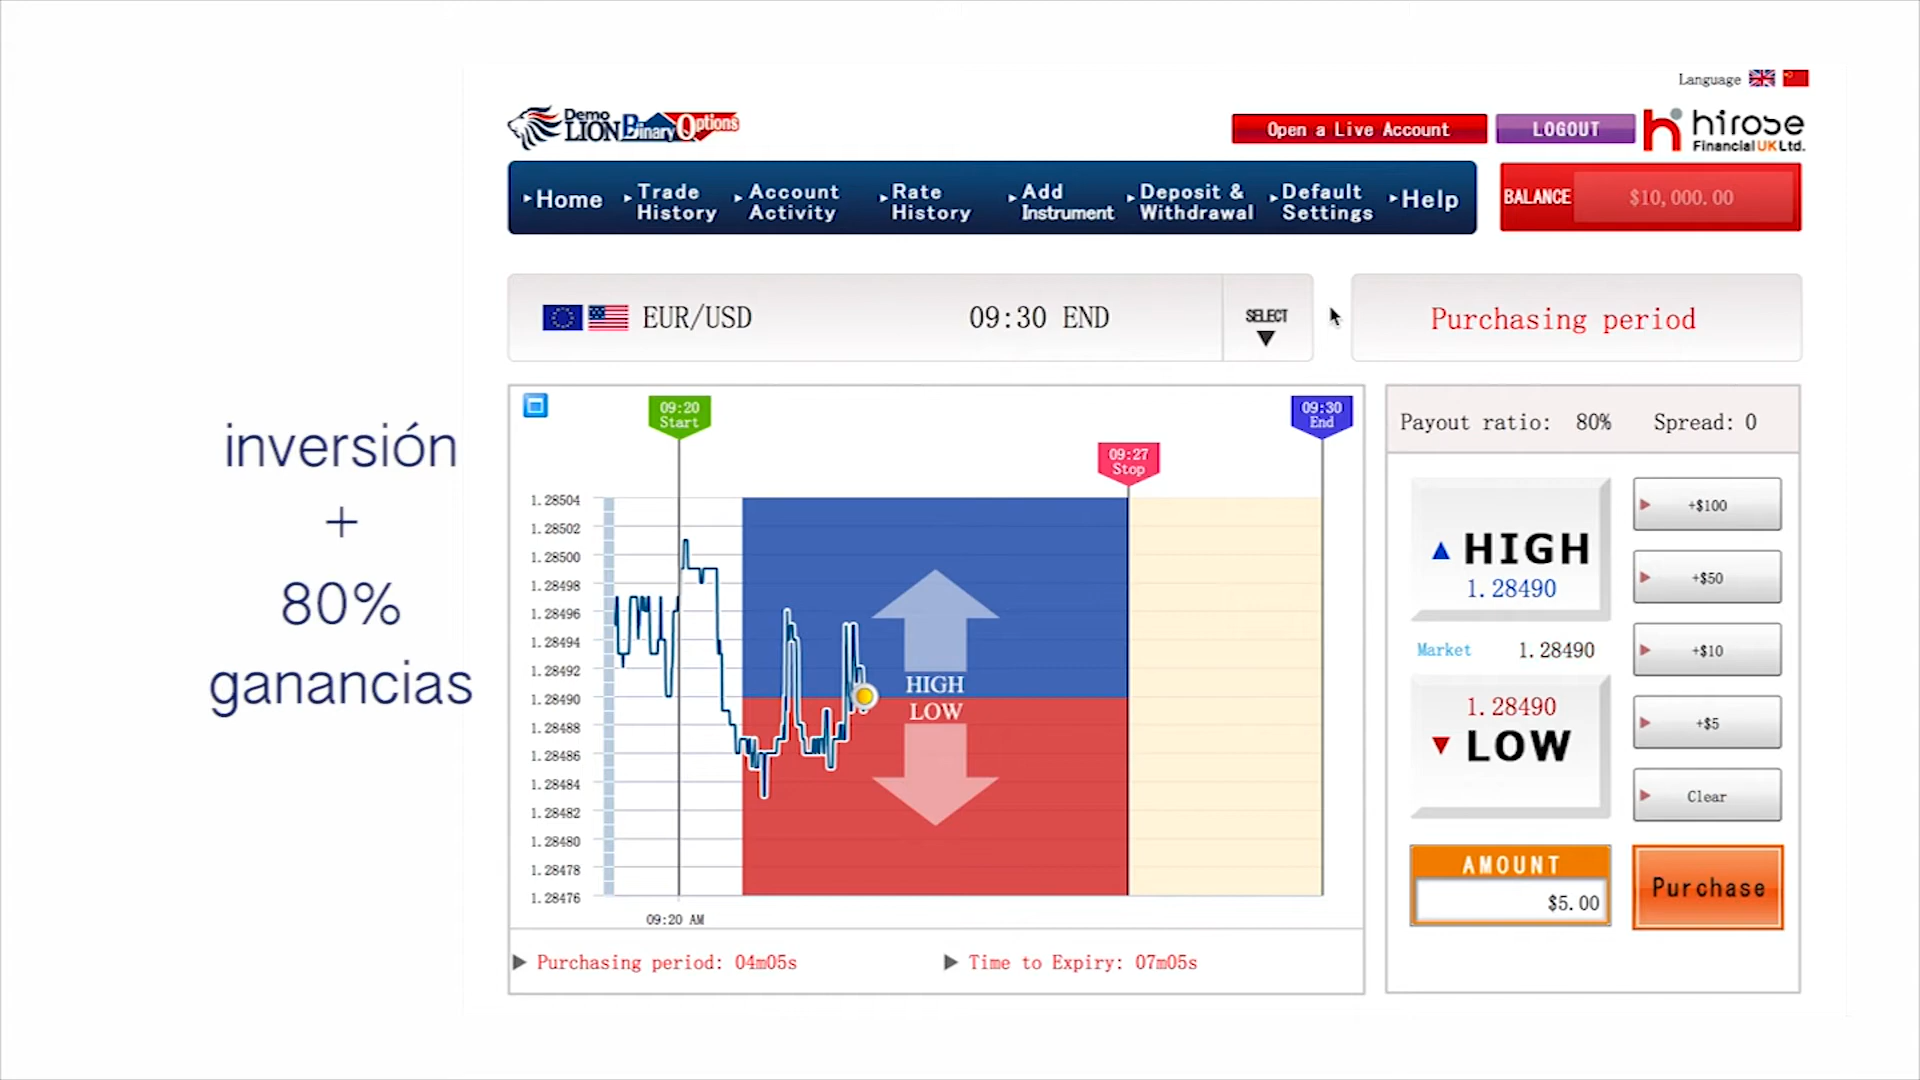 Language
Demo
LION Binary Options
Open a Live Account
LOGOUT
hirose
Financial UK Ltd.
Home
Trade
History
Account
Activity
Rate
History
Add
Instrument
Deposit &
Withdrawal
Default
Settings
Help
BALANCE
$10,000.00
EUR/USD
09:30 END
SELECT
Purchasing period
inversión
+
80%
ganancias
09:20
Start
09:27
Stop
09:30
End
1.28504
1.28502
1.28500
1.28498
1.28496
1.28494
1.28492
1.28490
1.28488
1.28486
1.28484
1.28482
1.28480
1.28478
1.28476
HIGH
LOW
09:20 AM
Purchasing period: 04m05s
Time to Expiry: 07m05s
Payout ratio: 80% Spread: 0
HIGH
1.28490
Market 1.28490
1.28490
LOW
+$100
+$50
+$10
+$5
Clear
AMOUNT
$5.00
Purchase